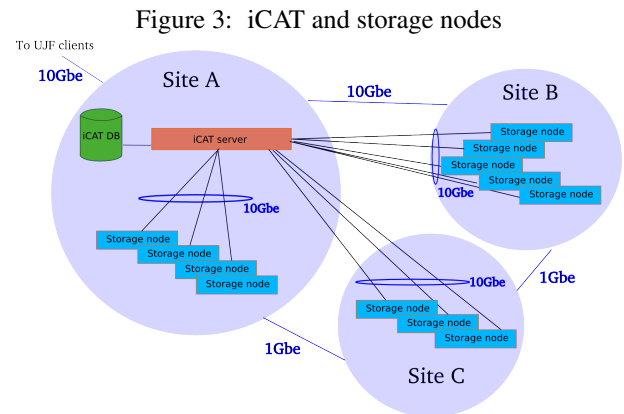 Figure 3: iCAT and storage nodes
To UJF clients
10Gbe
Site A
10Gbe
Site B
iCAT DB
iCAT server
Storage node
Storage node
Storage node
Storage node
Storage node
10Gbe
10Gbe
Storage node
Storage node
Storage node
Storage node
10Gbe
1Gbe
Storage node
Storage node
Storage node
1Gbe
Site C